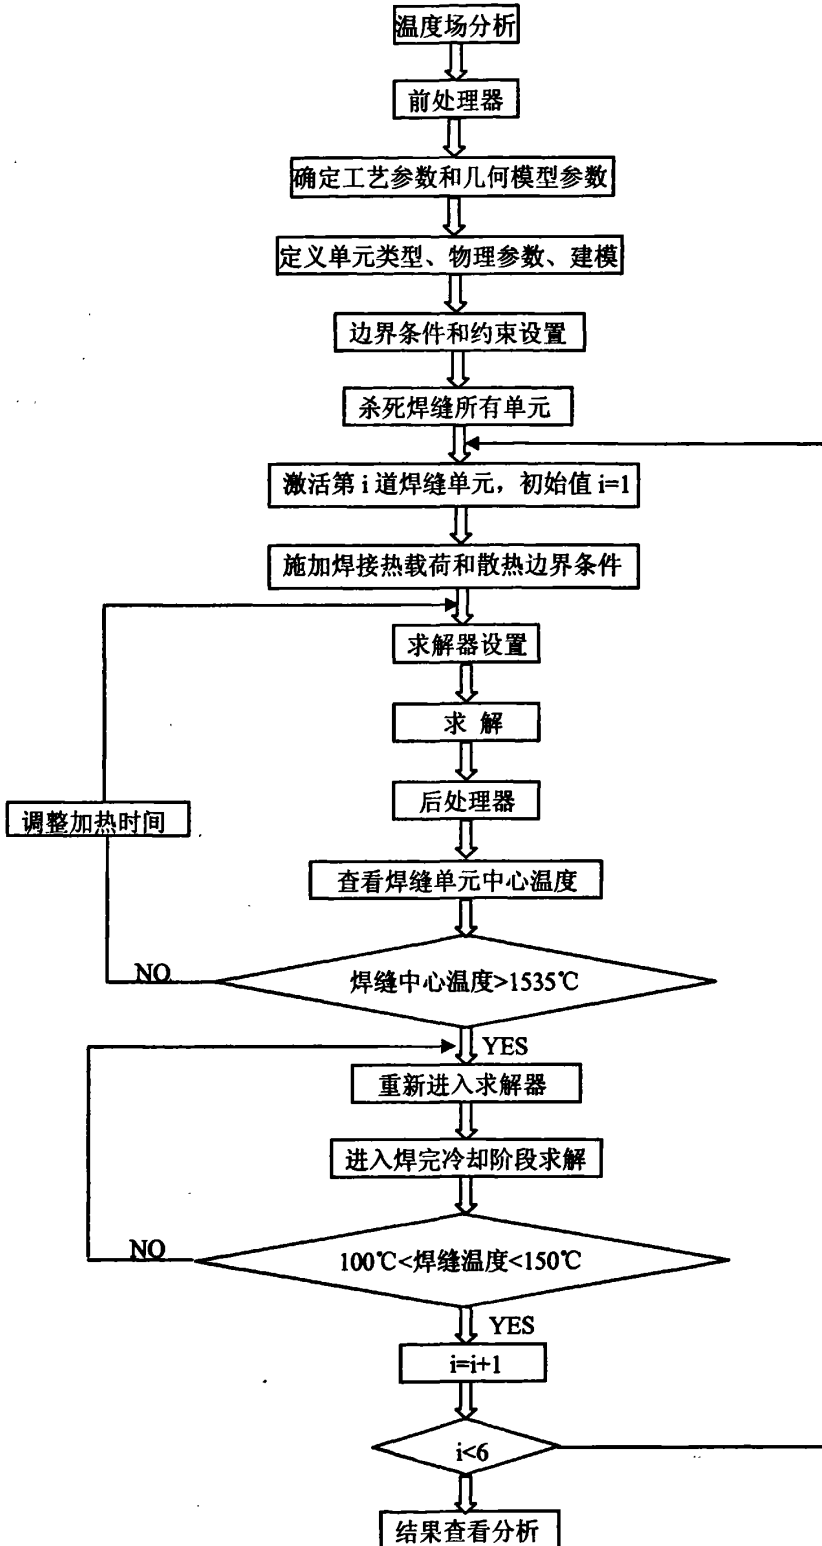 温度场分析
前处理器
确定工艺参数和几何模型参数
定义单元类型、物理参数、建模
边界条件和约束设置
杀死焊缝所有单元
激活第 i 道焊缝单元，初始值 i=1
施加焊接热载荷和散热边界条件
求解器设置
求 解
后处理器
调整加热时间
查看焊缝单元中心温度
NO
焊缝中心温度>1535℃
YES
重新进入求解器
进入焊完冷却阶段求解
NO
100℃<焊缝温度<150℃
YES
i=i+1
i<6
结果查看分析